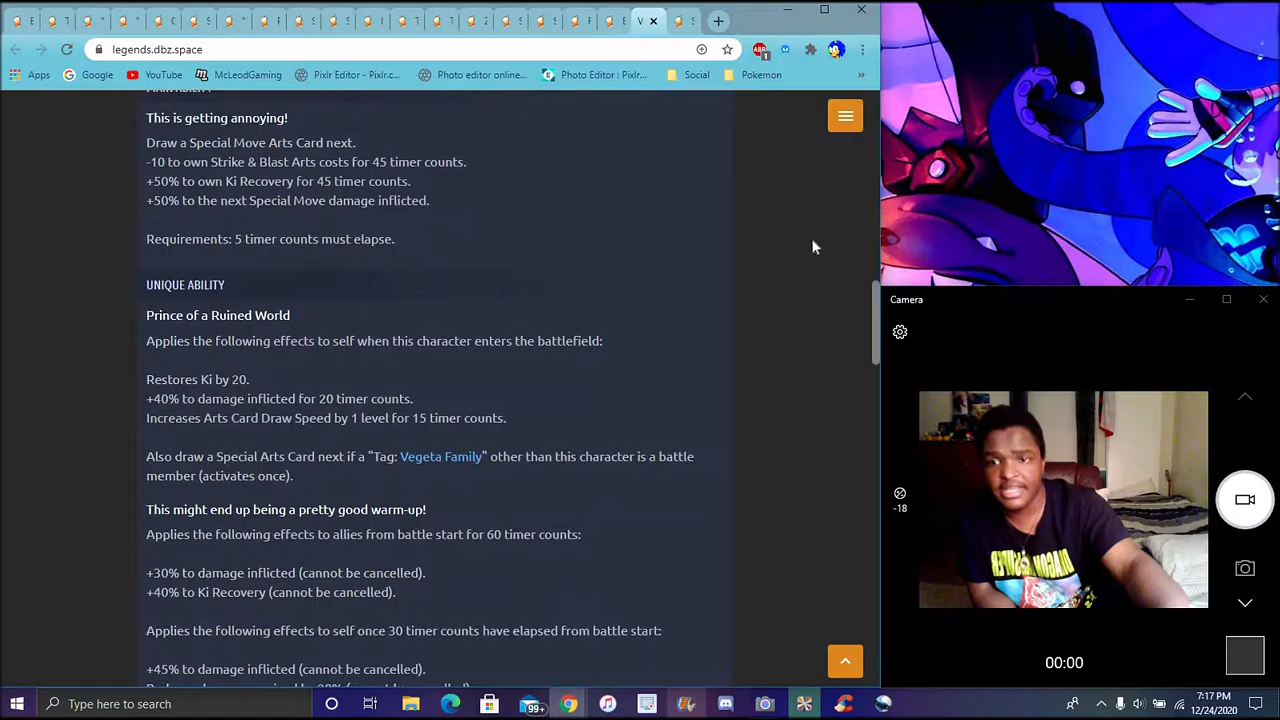 legends.dbz.space
Apps Google YouTube McLeodGaming Pixlr Editor - Pixlr.c... Photo editor online... Photo Editor : Pixlr... Social Pokemon »
MAIN ABILITY
This is getting annoying!
Draw a Special Move Arts Card next.
-10 to own Strike & Blast Arts costs for 45 timer counts.
+50% to own Ki Recovery for 45 timer counts.
+50% to the next Special Move damage inflicted.
Requirements: 5 timer counts must elapse.
UNIQUE ABILITY
Prince of a Ruined World
Applies the following effects to self when this character enters the battlefield:
Restores Ki by 20.
+40% to damage inflicted for 20 timer counts.
Increases Arts Card Draw Speed by 1 level for 15 timer counts.
Also draw a Special Arts Card next if a "Tag: Vegeta Family" other than this character is a battle
member (activates once).
This might end up being a pretty good warm-up!
Applies the following effects to allies from battle start for 60 timer counts:
+30% to damage inflicted (cannot be cancelled).
+40% to Ki Recovery (cannot be cancelled).
Applies the following effects to self once 30 timer counts have elapsed from battle start:
+45% to damage inflicted (cannot be cancelled).
Camera
-18
00:00
Type here to search
99+
7:17 PM
12/24/2020